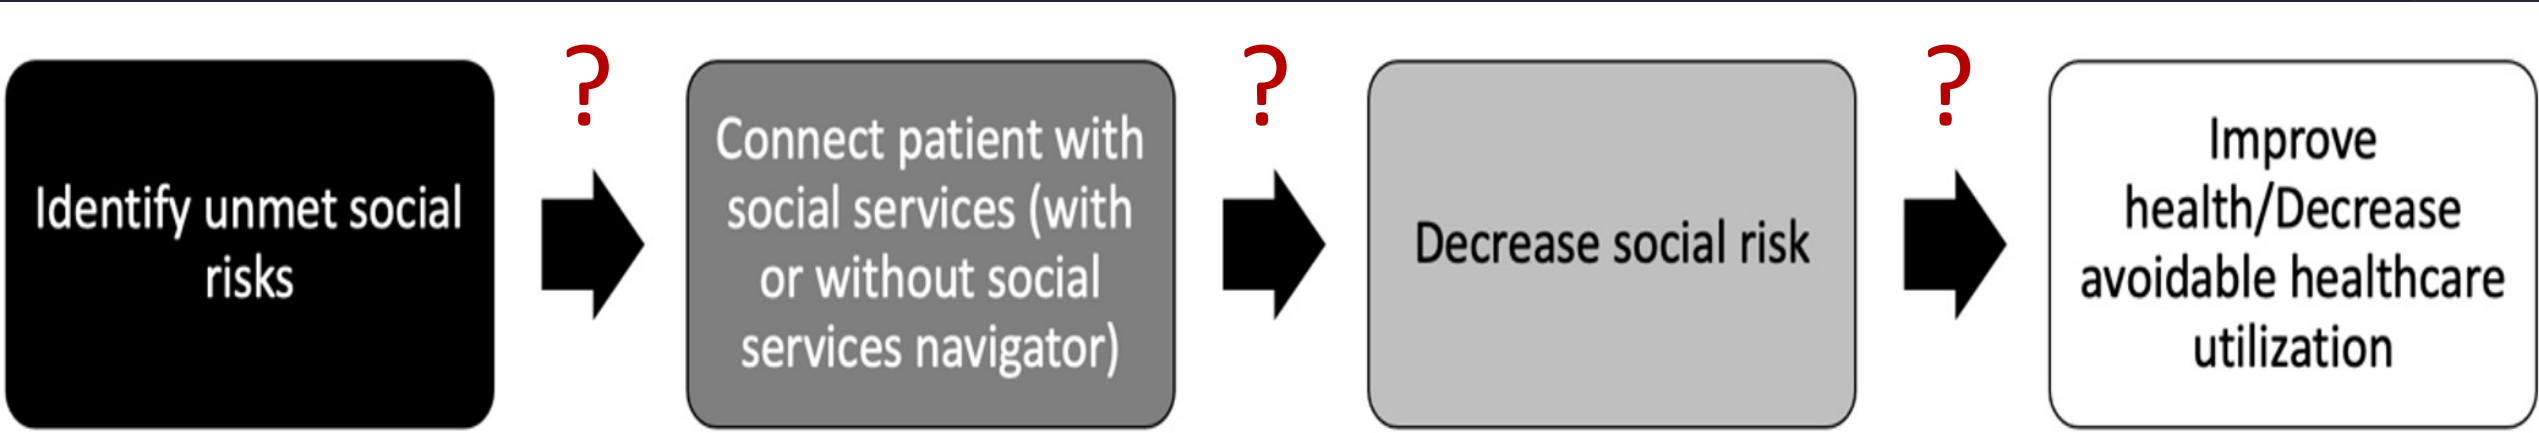 Identify unmet social
risks
?
Connect patient with
social services (with
or without social
services navigator)
?
Decrease social risk
?
Improve
health/Decrease
avoidable healthcare
utilization